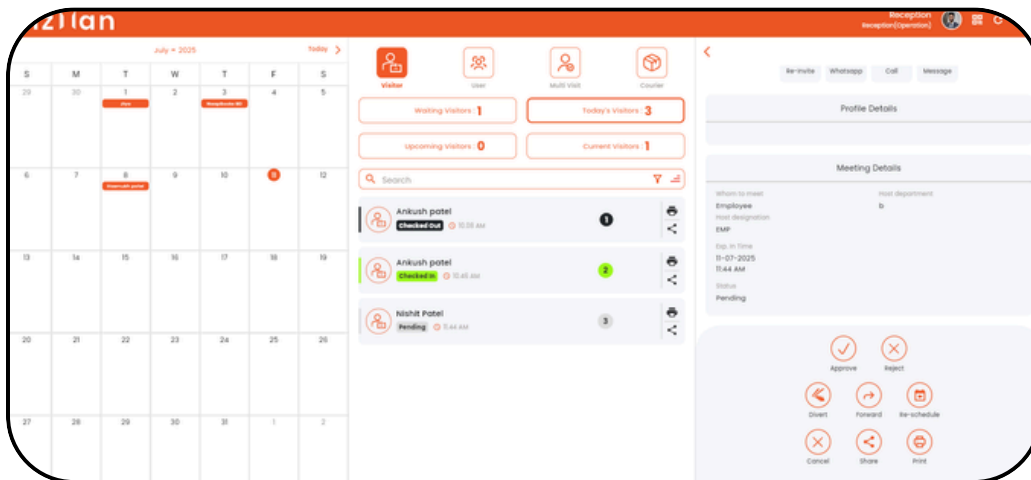 Reception
Reception(Operation)
July - 2025
Today
S M T W T F S
29 30 1 2 3 4 5
6 7 8 9 10 11 12
13 14 15 16 17 18 19
20 21 22 23 24 25 26
27 28 29 30 31 1 2
Visitor User Multi Visit Courier
Waiting Visitors : 1
Today's Visitors : 3
Upcoming Visitors : 0
Current Visitors : 1
Search
Ankush patel
Checked Out
1
Ankush patel
Checked In 10:45 AM
2
Nishit Patel
Pending 11:44 AM
3
Re-Invite Whatsapp Call Message
Profile Details
Meeting Details
Whom to meet Host department
Employee b
Host designation
EMP
Exp. In Time
11-07-2025
11:44 AM
Status
Pending
Approve Reject
Divert Forward Re-schedule
Cancel Share Print